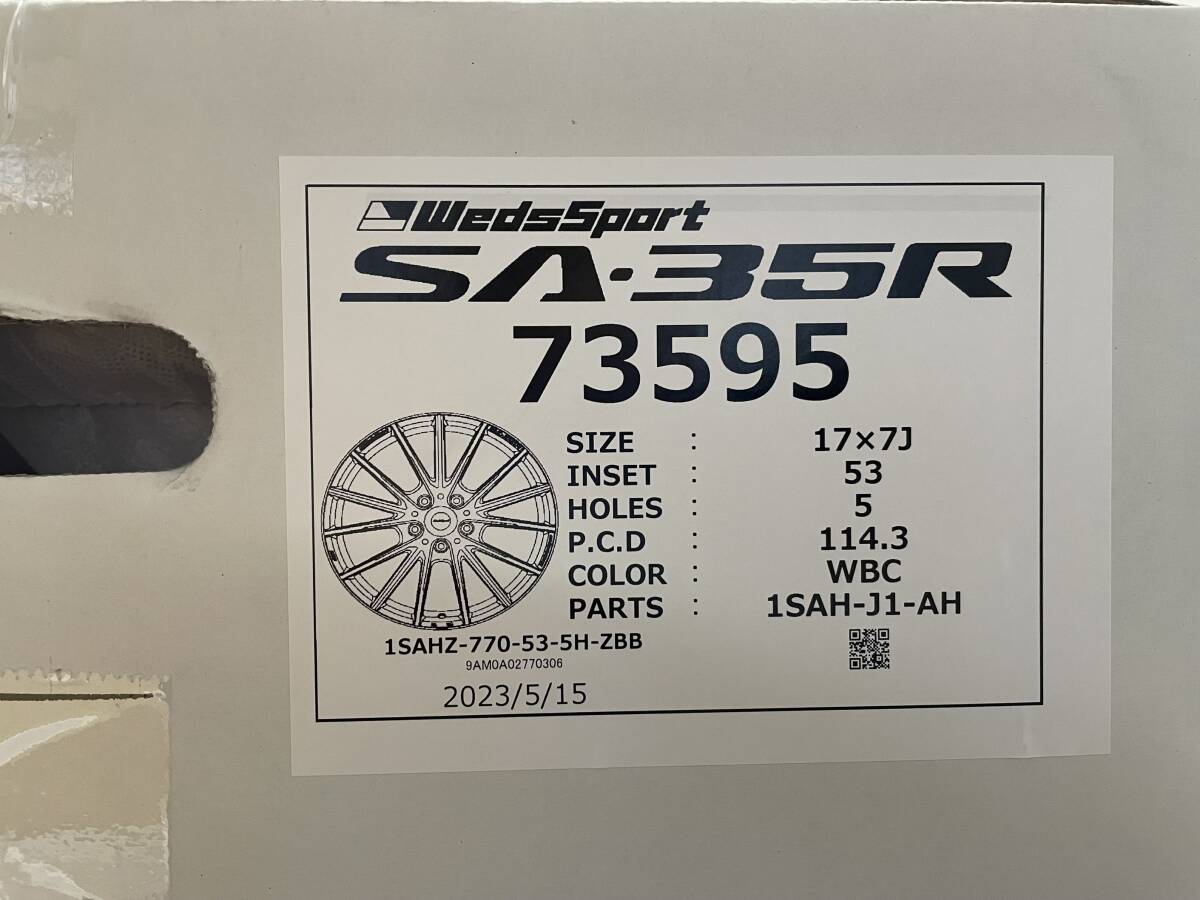 WedsSport
SA-35R
73595
SIZE : 17×7J
INSET : 53
HOLES : 5
P.C.D : 114.3
COLOR : WBC
PARTS : 1SAH-J1-AH
1SAHZ-770-53-5H-ZBB
9AM0A02770306
2023/5/15